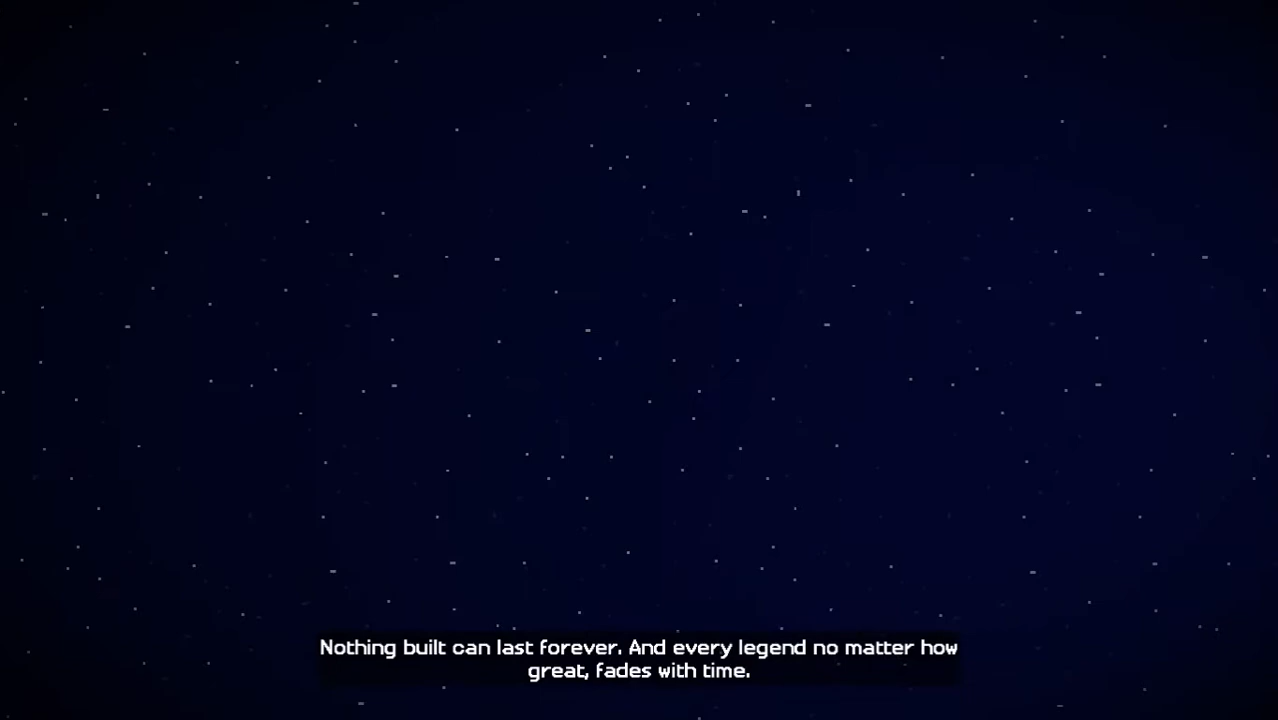 Nothing built can last forever. And every legend no matter how
great, fades with time.